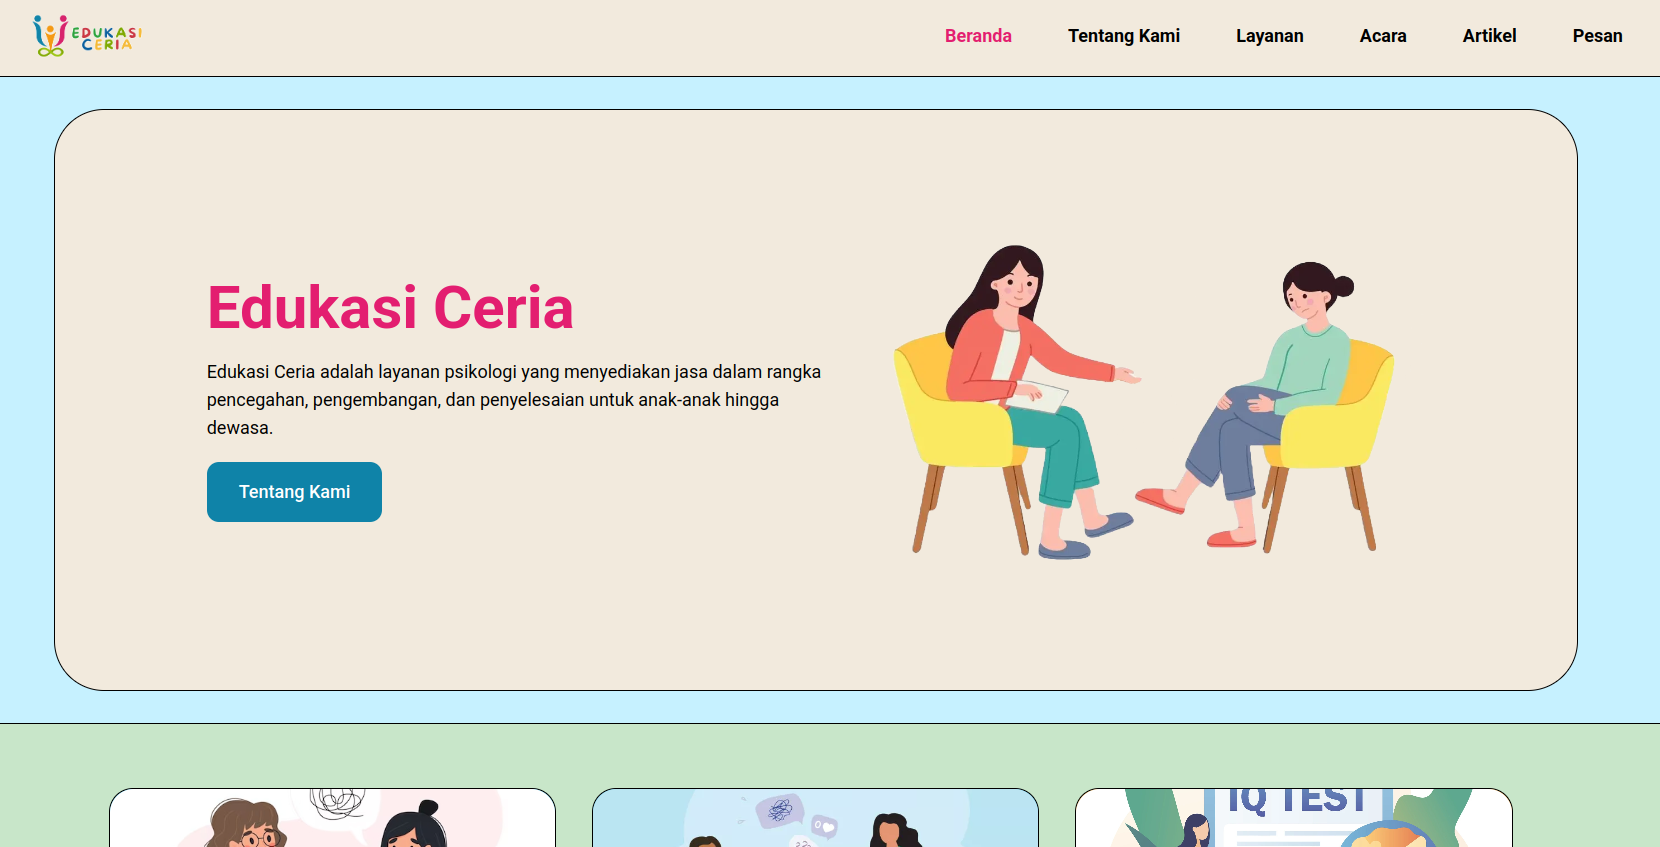 EDUKASI
CERIA
Beranda
Tentang Kami
Layanan
Acara
Artikel
Pesan
Edukasi Ceria
Edukasi Ceria adalah layanan psikologi yang menyediakan jasa dalam rangka
pencegahan, pengembangan, dan penyelesaian untuk anak-anak hingga
dewasa.
Tentang Kami
IQ TEST